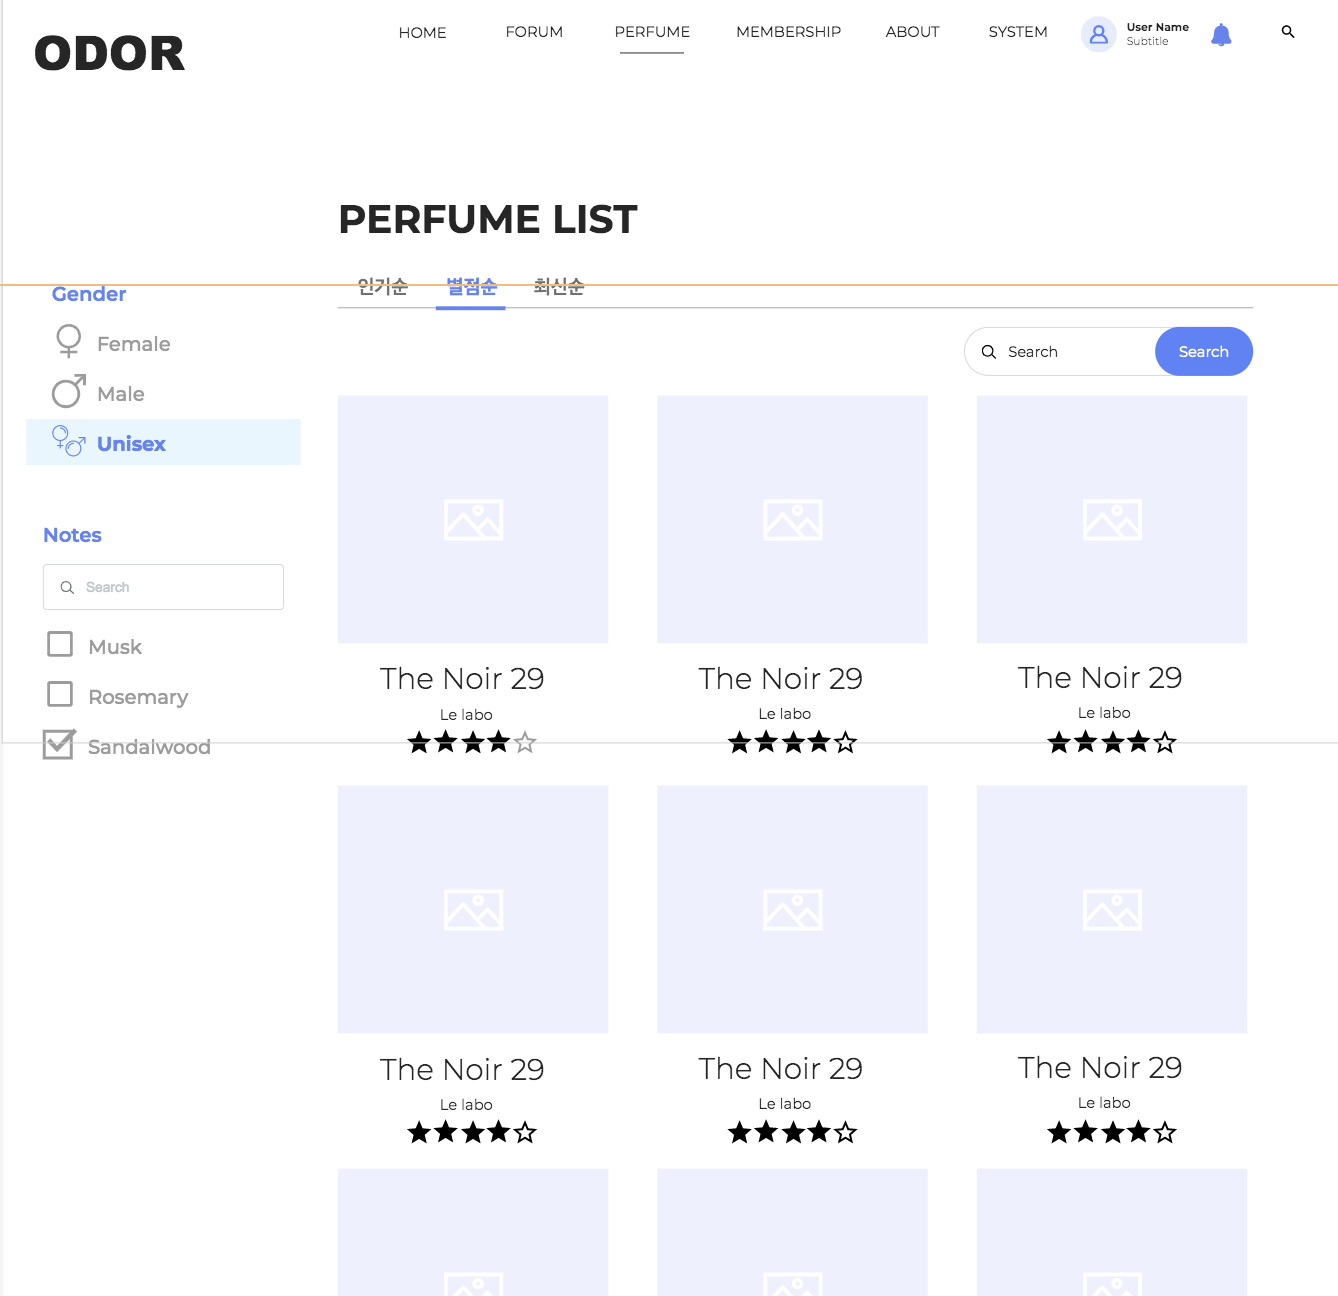 ODOR
HOME FORUM PERFUME MEMBERSHIP ABOUT SYSTEM
User Name
Subtitle
PERFUME LIST
인기순 별점순 최신순
Search Search
Gender
Female
Male
Unisex
Notes
Search
Musk
Rosemary
Sandalwood
The Noir 29 The Noir 29 The Noir 29
Le labo Le labo Le labo
The Noir 29 The Noir 29 The Noir 29
Le labo Le labo Le labo